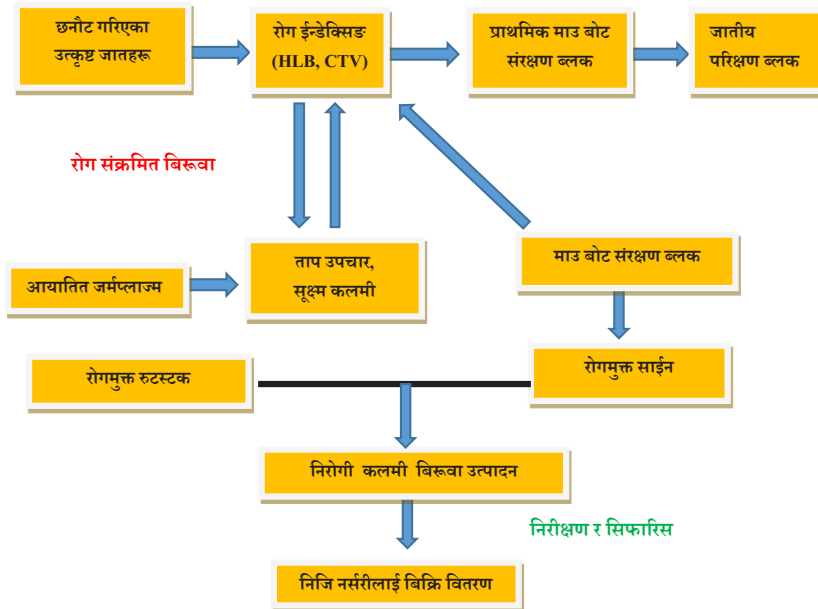 छनौट गरिएका
उत्कृष्ट जातहरू
रोग ईन्डेक्सिङ
(HLB, CTV)
प्राथमिक माउ बोट
संरक्षण ब्लक
जातीय
परिक्षण ब्लक
रोग संक्रमित बिरूवा
आयातित जर्मप्लाज्म
ताप उपचार,
सूक्ष्म कलमी
माउ बोट संरक्षण ब्लक
रोगमुक्त रुटस्टक
रोगमुक्त साईन
निरोगी कलमी बिरूवा उत्पादन
निरीक्षण र सिफारिस
निजि नर्सरीलाई बिक्रि वितरण